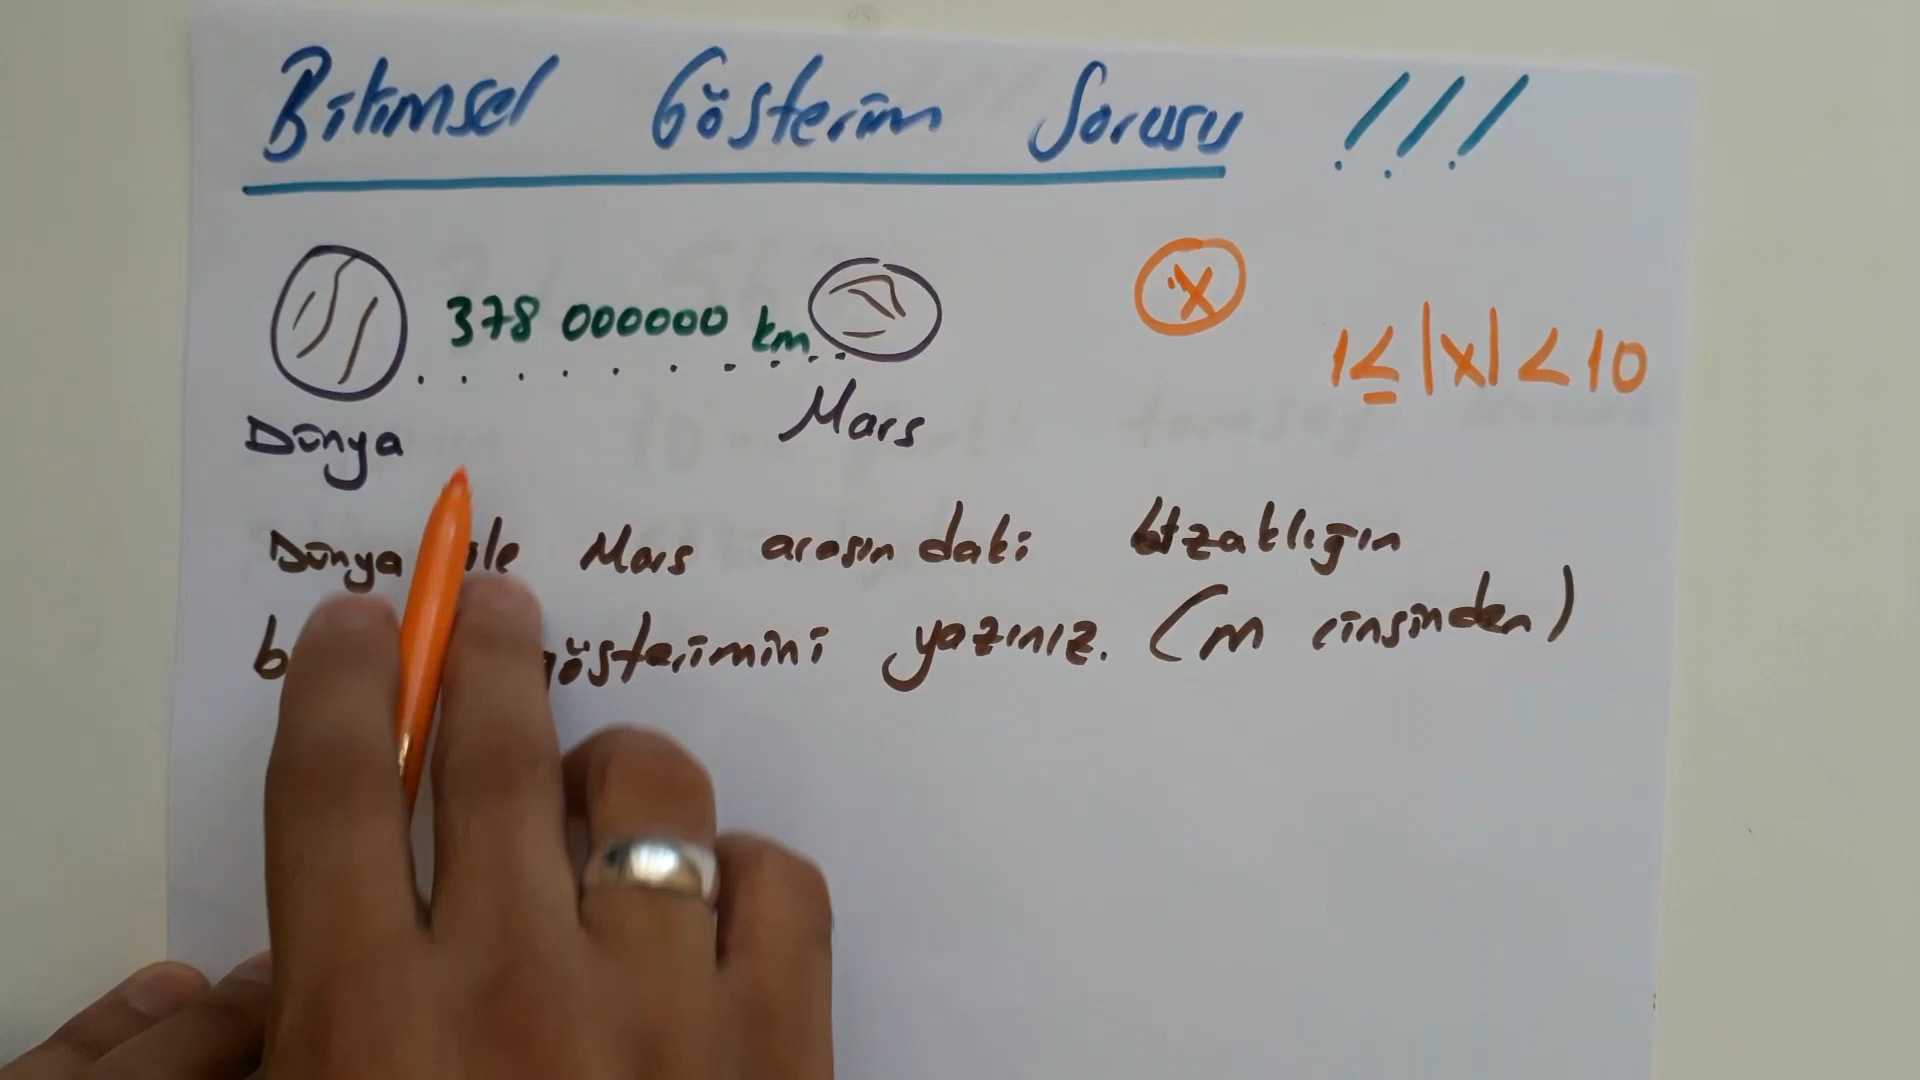 Bilimsel Gösterim Sorusu !!!
378 000000 km
x
1 ≤ |x| < 10
Dünya
Mars
Dünya ile Mars arasındaki uzaklığın
gösterimini yazınız. (m cinsinden)